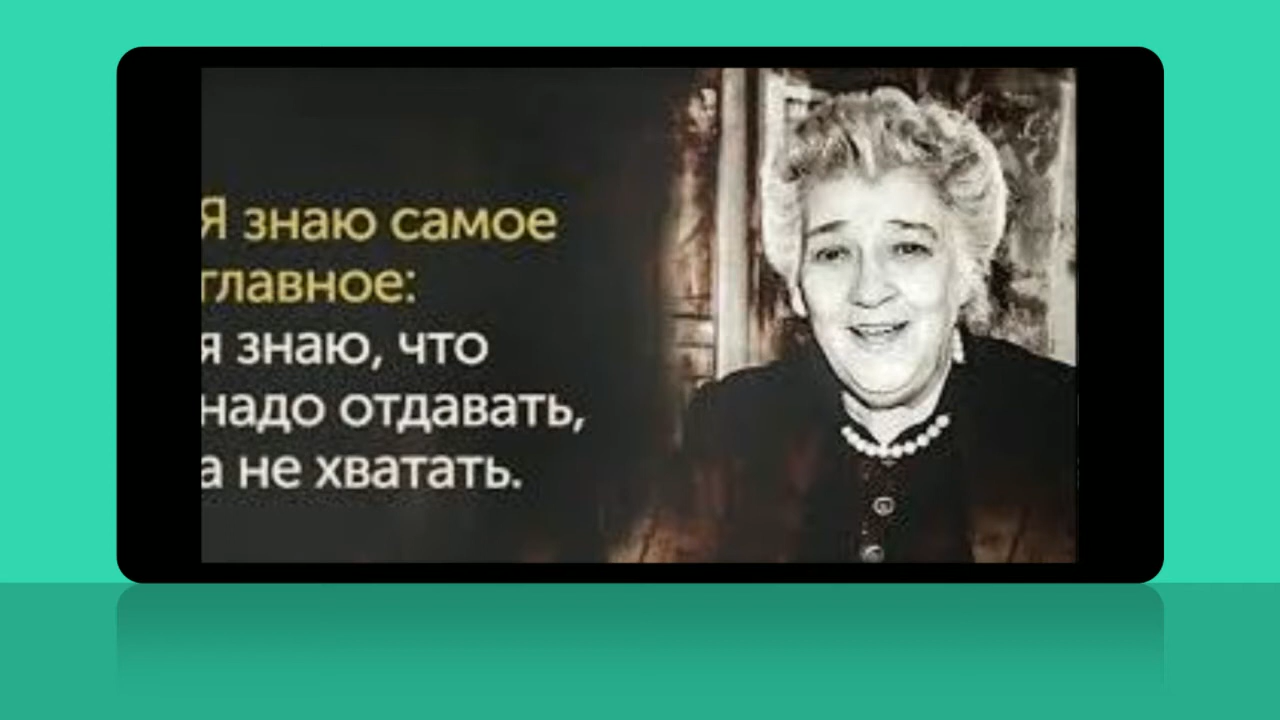 Я знаю самое
главное:
я знаю, что
надо отдавать,
а не хватать.